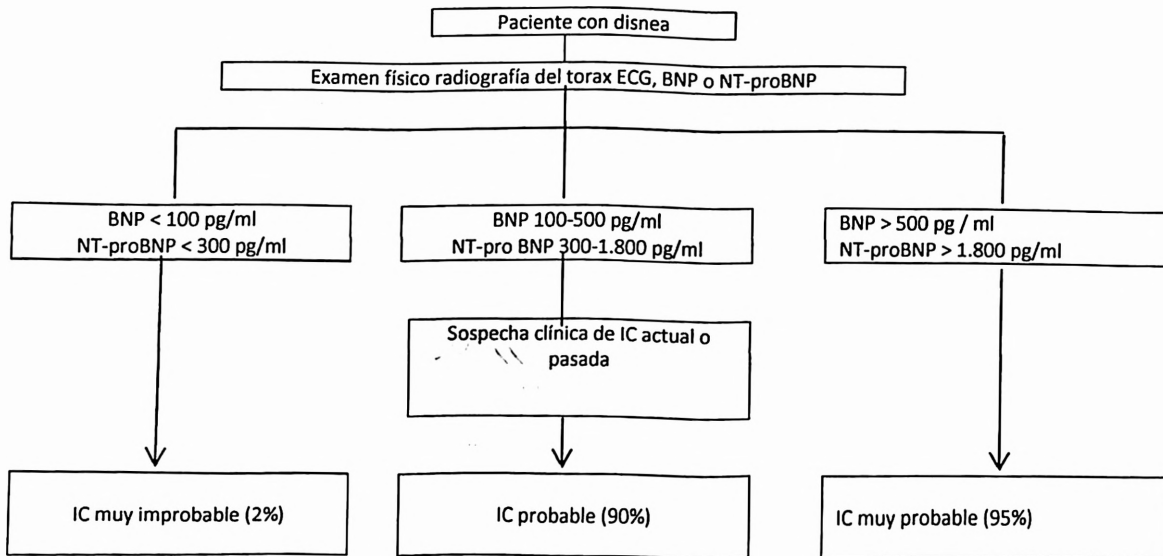 Paciente con disnea
Examen físico radiografía del torax ECG, BNP o NT-proBNP
BNP < 100 pg/ml
NT-proBNP < 300 pg/ml
BNP 100-500 pg/ml
NT-pro BNP 300-1.800 pg/ml
BNP > 500 pg / ml
NT-proBNP > 1.800 pg/ml
Sospecha clínica de IC actual o
pasada
IC muy improbable (2%)
IC probable (90%)
IC muy probable (95%)